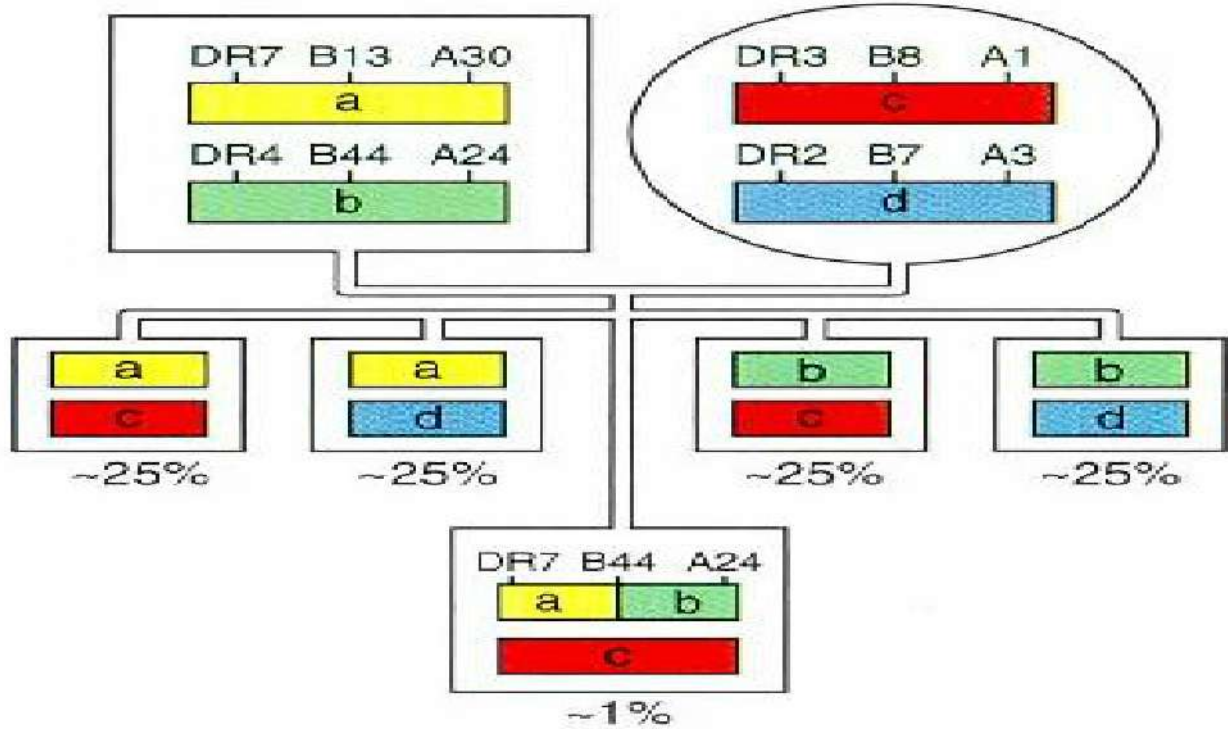 DR7 B13 A30 DR3 B8 A1
a c
DR4 B44 A24 DR2 B7 A3
b d
a a b b
c d c d
~25% ~25% ~25% ~25%
DR7 B44 A24
a b
c
~1%